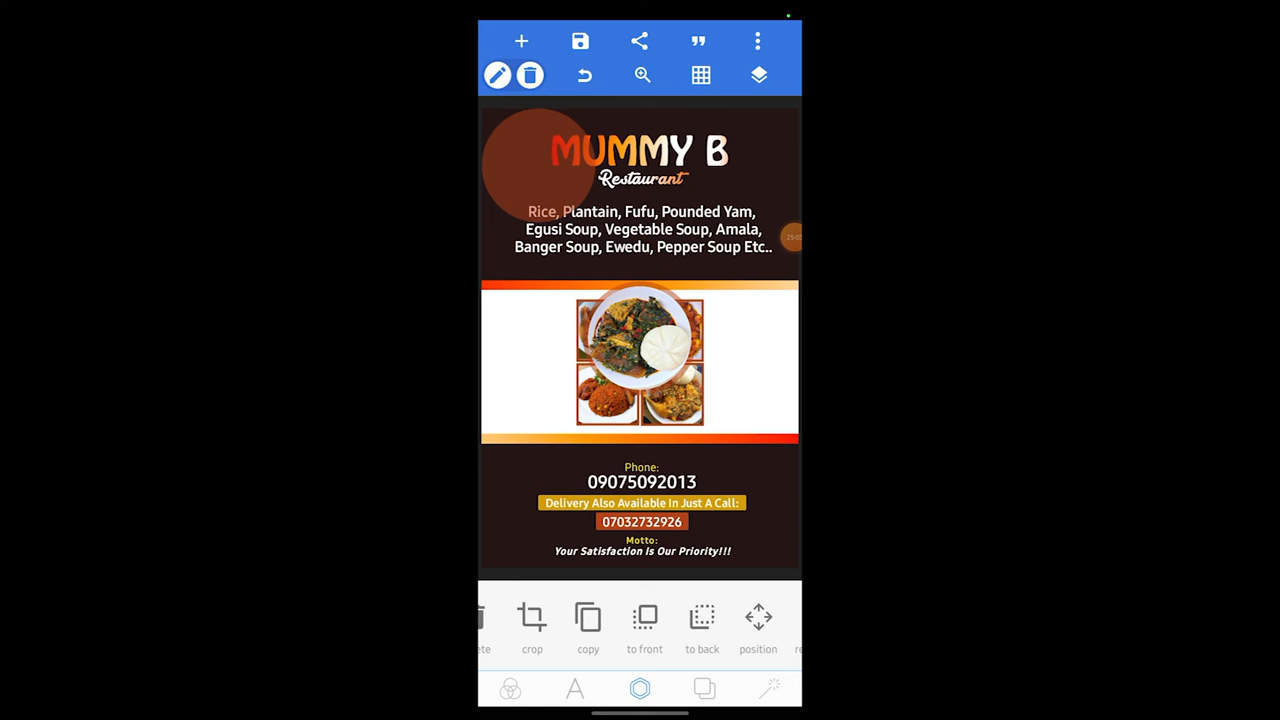 MUMMY B
Restaurant
Rice, Plantain, Fufu, Pounded Yam,
Egusi Soup, Vegetable Soup, Amala,
Banger Soup, Ewedu, Pepper Soup Etc..
Phone:
09075092013
Delivery Also Available In Just A Call:
07032732926
Motto:
Your Satisfaction Is Our Priority!!!
ete crop copy to front to back position re